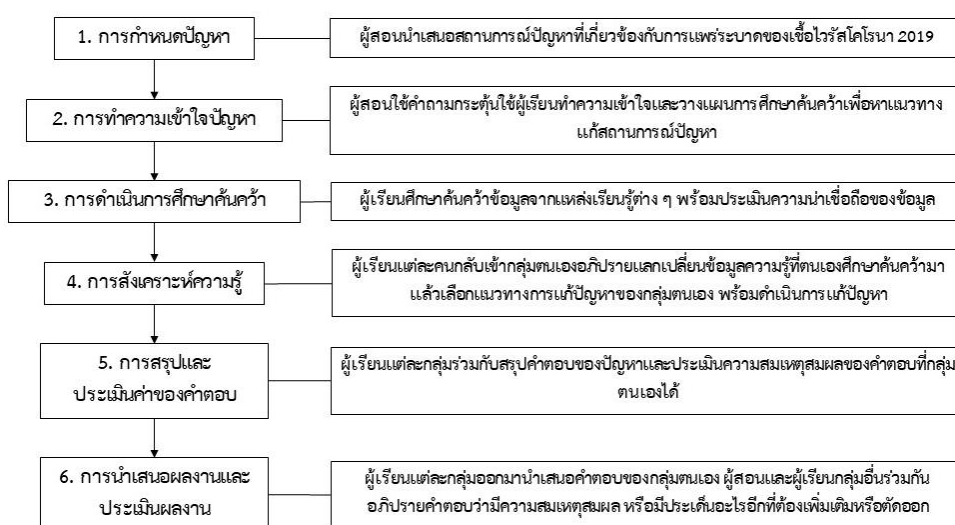 1. การกำหนดปัญหา
ผู้สอนนำเสนอสถานการณ์ปัญหาที่เกี่ยวข้องกับการแพร่ระบาดของเชื้อไวรัสโคโรนา 2019
2. การทำความเข้าใจปัญหา
ผู้สอนใช้คำถามกระตุ้นใช้ผู้เรียนทำความเข้าใจและวางแผนการศึกษาค้นคว้าเพื่อหาแนวทาง
แก้สถานการณ์ปัญหา
3. การดำเนินการศึกษาค้นคว้า
ผู้เรียนศึกษาค้นคว้าข้อมูลจากแหล่งเรียนรู้ต่าง ๆ พร้อมประเมินความน่าเชื่อถือของข้อมูล
4. การสังเคราะห์ความรู้
ผู้เรียนแต่ละคนกลับเข้ากลุ่มตนเองอภิปรายแลกเปลี่ยนข้อมูลความรู้ที่ตนเองศึกษาค้นคว้ามา
แล้วเลือกแนวทางการแก้ปัญหาของกลุ่มตนเอง พร้อมดำเนินการแก้ปัญหา
5. การสรุปและ
ประเมินค่าของคำตอบ
ผู้เรียนแต่ละกลุ่มร่วมกับสรุปคำตอบของปัญหาและประเมินความสมเหตุสมผลของคำตอบที่กลุ่ม
ตนเองได้
6. การนำเสนอผลงานและ
ประเมินผลงาน
ผู้เรียนแต่ละกลุ่มออกมานำเสนอคำตอบของกลุ่มตนเอง ผู้สอนและผู้เรียนกลุ่มอื่นร่วมกัน
อภิปรายคำตอบว่ามีความสมเหตุสมผล หรือมีประเด็นอะไรอีกที่ต้องเพิ่มเติมหรือตัดออก